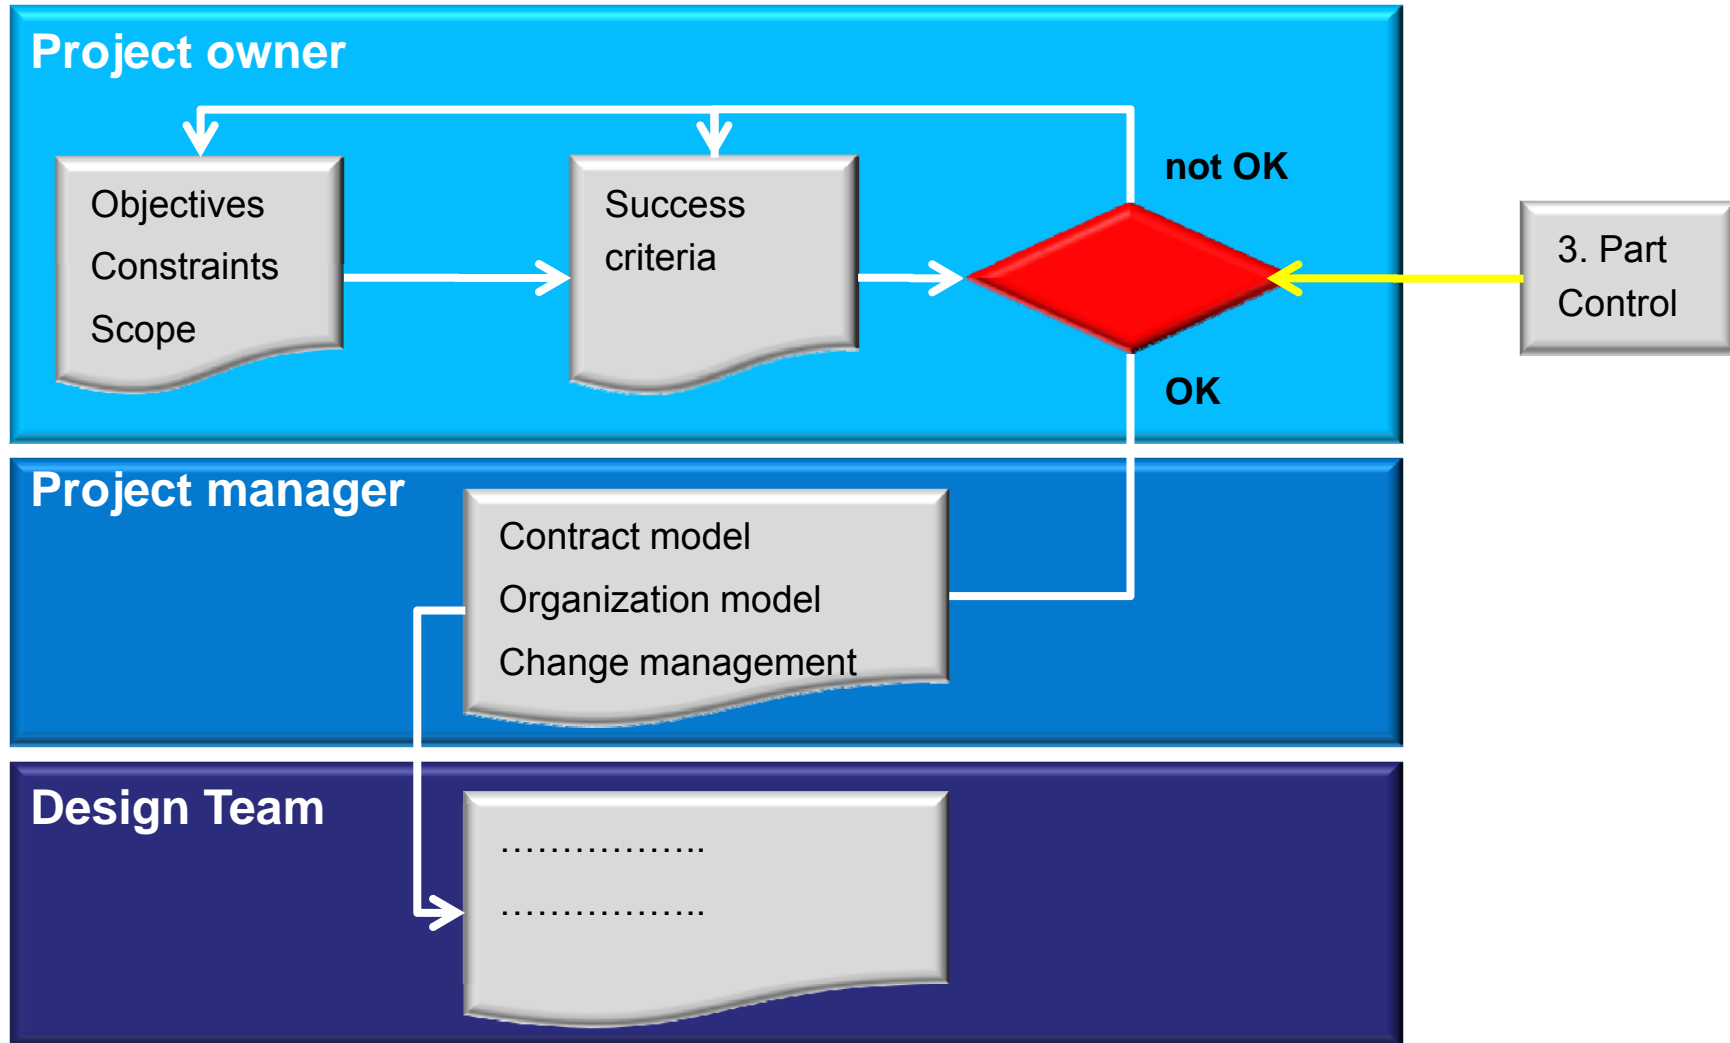 Project owner
not OK
Objectives
Constraints
Scope
Success
criteria
3. Part
Control
OK
Project manager
Contract model
Organization model
Change management
Design Team
……………..
……………..